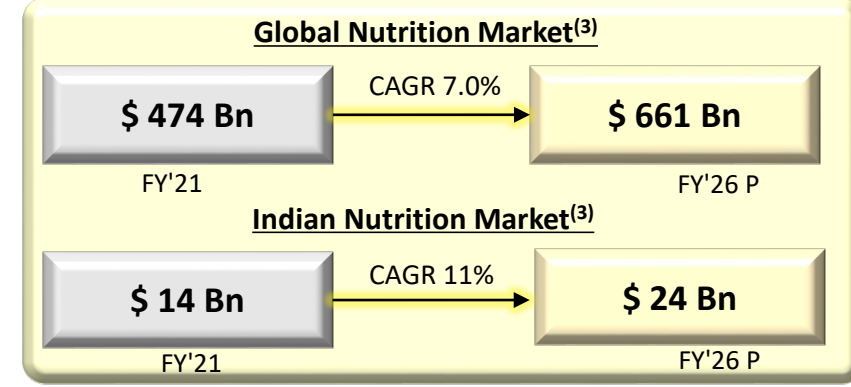 Global Nutrition Market(3)
$ 474 Bn
CAGR 7.0%
$ 661 Bn
FY'21
FY'26 P
Indian Nutrition Market(3)
$ 14 Bn
CAGR 11%
$ 24 Bn
FY'21
FY'26 P